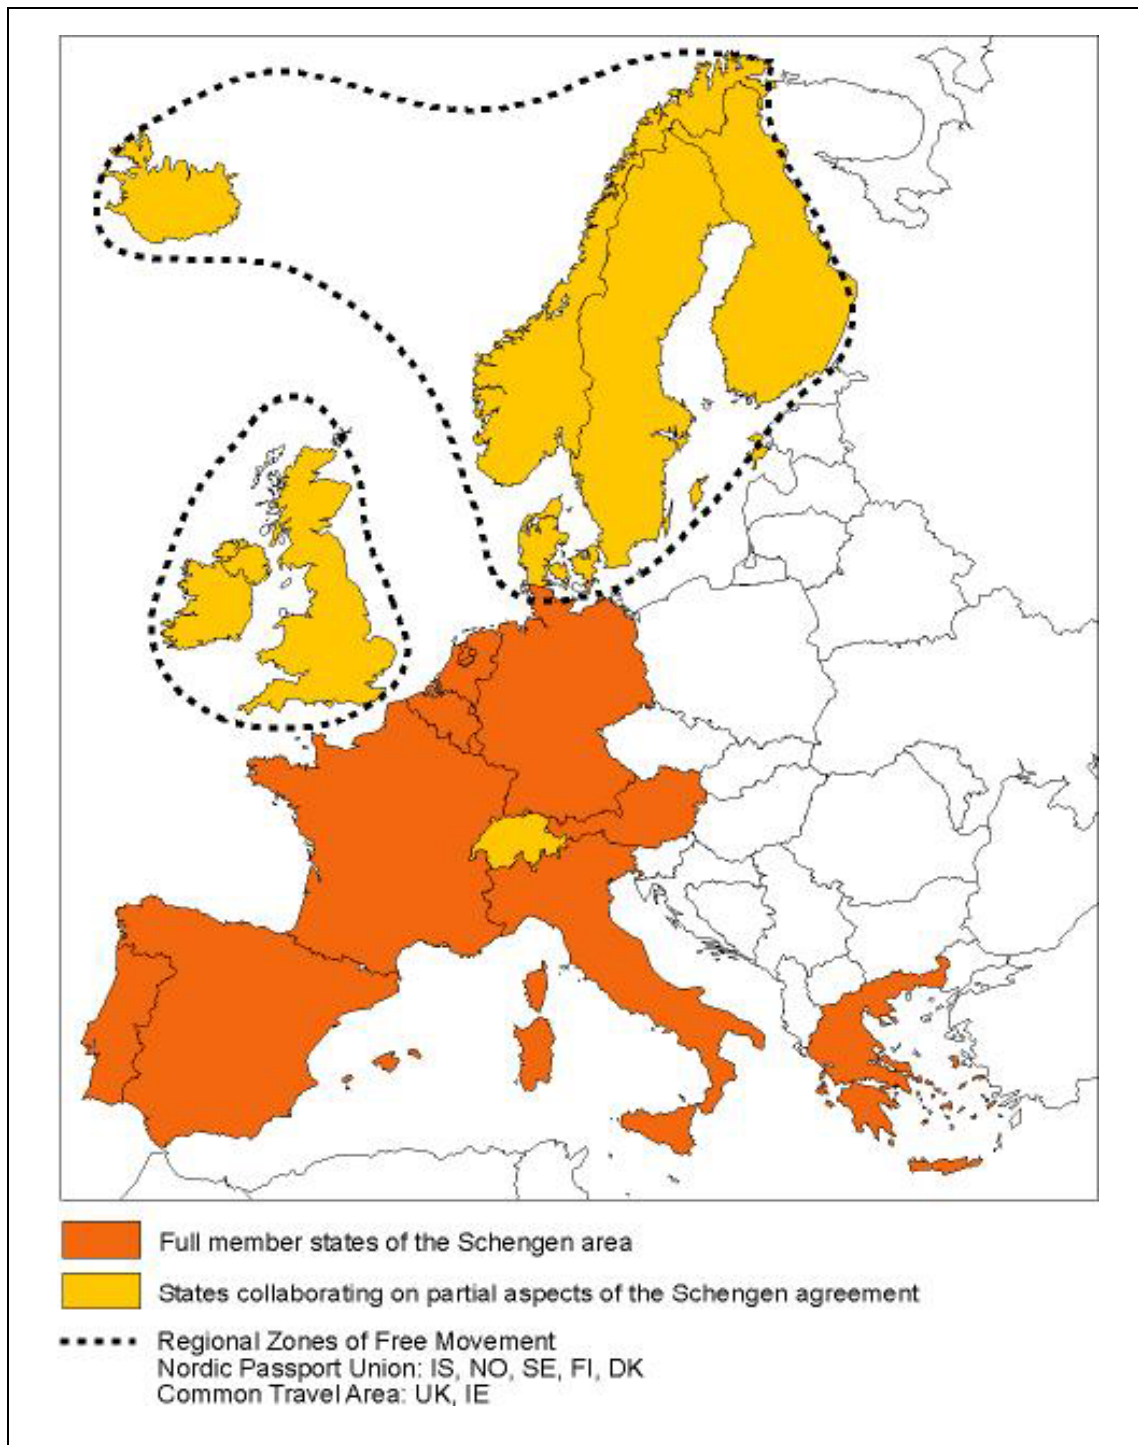 Full member states of the Schengen area
States collaborating on partial aspects of the Schengen agreement
Regional Zones of Free Movement
Nordic Passport Union: IS, NO, SE, FI, DK
Common Travel Area: UK, IE